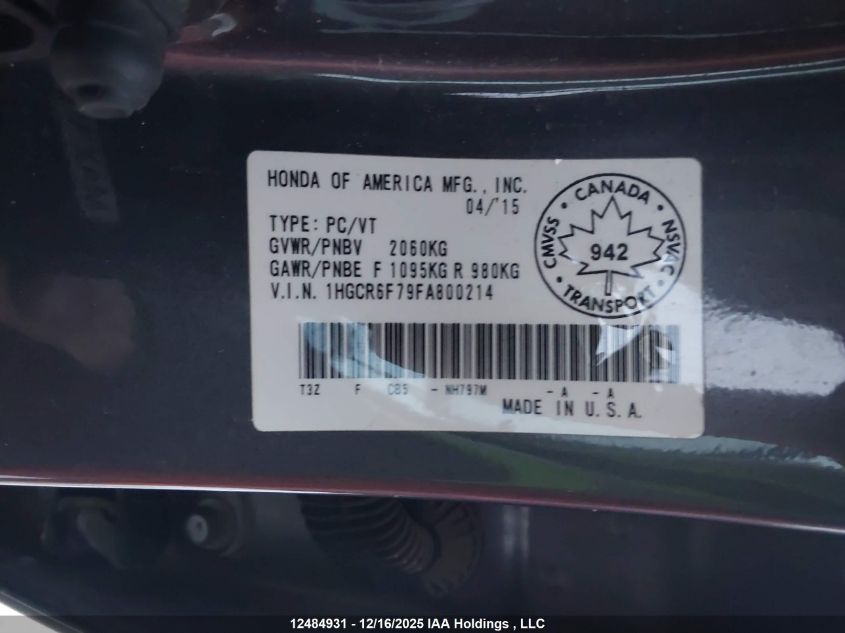 HONDA OF AMERICA MFG., INC.
04/'15
TYPE: PC/VT
GVWR/PNBV 2060KG
GAWR/PNBE F 1095KG R 980KG
V.I.N. 1HGCR6F79FA800214
CANADA
CMVSS
942
NSVAC
TRANSPORT
T3Z F CB5 - NH797M - A - A
MADE IN U.S.A.
12484931 - 12/16/2025 IAA Holdings , LLC